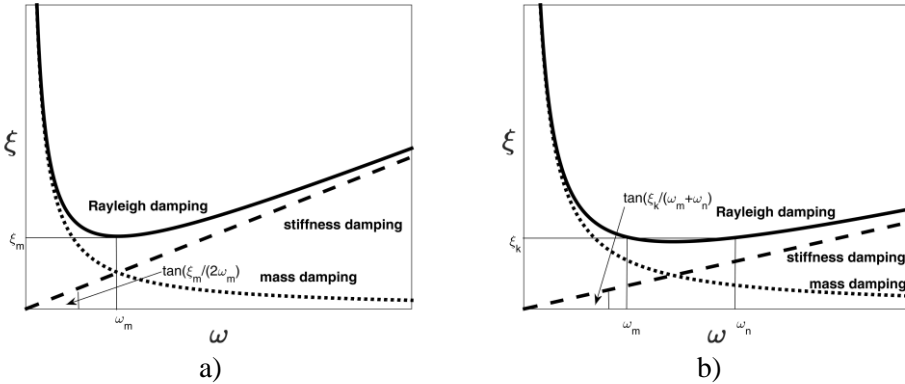 ξ
Rayleigh damping
stiffness damping
ξm
mass damping
tan(ξm/(2ωm)
ωm
ω
a)
ξ
tan(ξk/(ωm+ωn)
Rayleigh damping
ξk
stiffness damping
mass damping
ωm
ω
ωn
b)